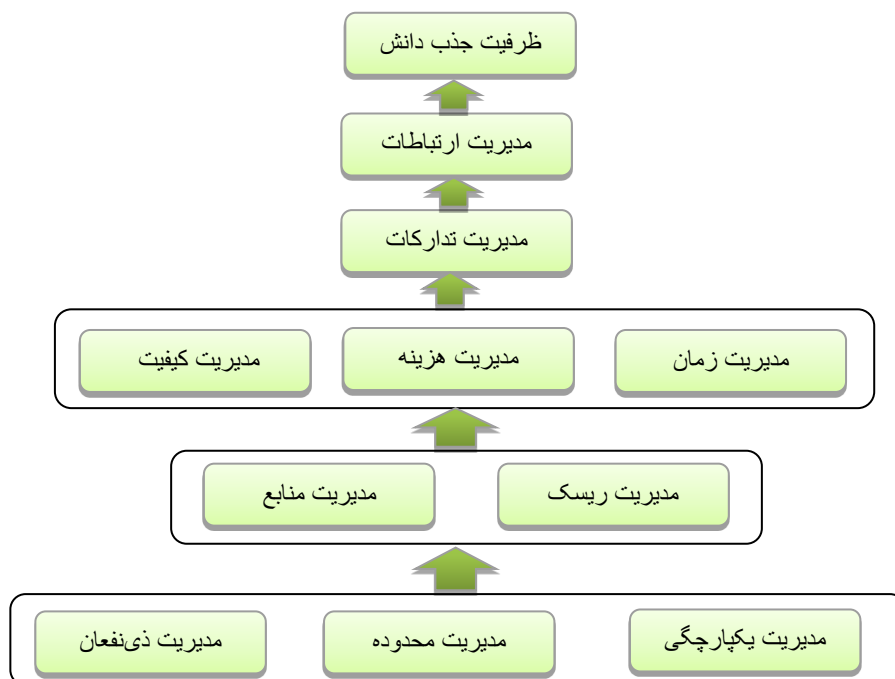 ظرفیت جذب دانش
مدیریت ارتباطات
مدیریت تدارکات
مدیریت زمان
مدیریت هزینه
مدیریت کیفیت
مدیریت ریسک
مدیریت منابع
مدیریت یکپارچگی
مدیریت محدوده
مدیریت ذی‌نفعان